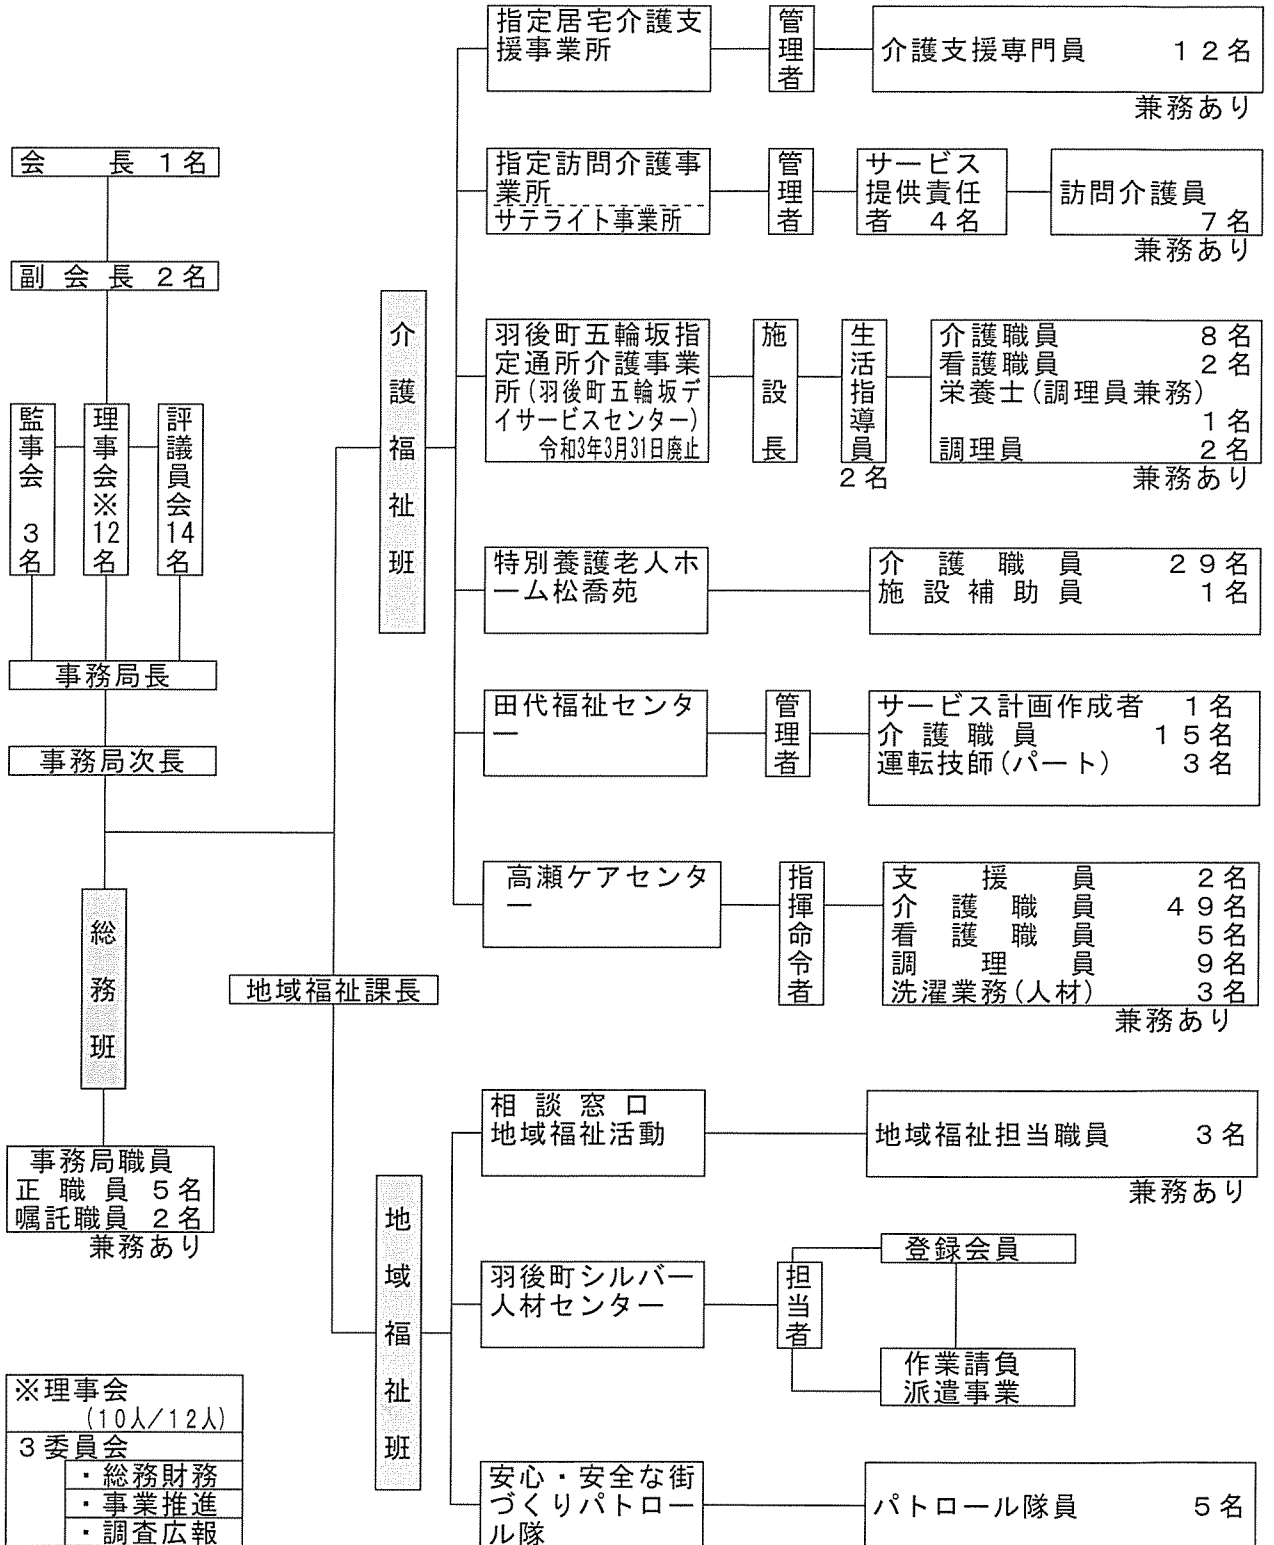 会　　長 1名
副 会 長 2名
監事会 3名
理事会※12名
評議員会14名
事務局長
事務局次長
総務班
事務局職員
正 職 員 5名
嘱託職員 2名
兼務あり
※理事会
(10人/12人)
3委員会
・総務財務
・事業推進
・調査広報
地域福祉課長
介護福祉班
指定居宅介護支
援事業所
管理者
介護支援専門員 12名
兼務あり
指定訪問介護事
業所
サテライト事業所
管理者
サービス
提供責任
者 4名
訪問介護員
7名
兼務あり
羽後町五輪坂指
定通所介護事業
所(羽後町五輪坂デ
イサービスセンター)
令和3年3月31日廃止
施設長
生活指導員
2名
介護職員 8名
看護職員 2名
栄養士(調理員兼務)
1名
調理員 2名
兼務あり
特別養護老人ホ
ーム松喬苑
介 護 職 員 29名
施 設 補 助 員 1名
田代福祉センタ
ー
管理者
サービス計画作成者 1名
介 護 職 員 15名
運転技師(パート) 3名
高瀬ケアセンタ
ー
指揮命令者
支 援 員 2名
介 護 職 員 49名
看 護 職 員 5名
調 理 員 9名
洗濯業務(人材) 3名
兼務あり
地域福祉班
相 談 窓 口
地域福祉活動
地域福祉担当職員 3名
兼務あり
羽後町シルバー
人材センター
担当者
登録会員
作業請負
派遣事業
安心・安全な街
づくりパトロー
ル隊
パトロール隊員 5名